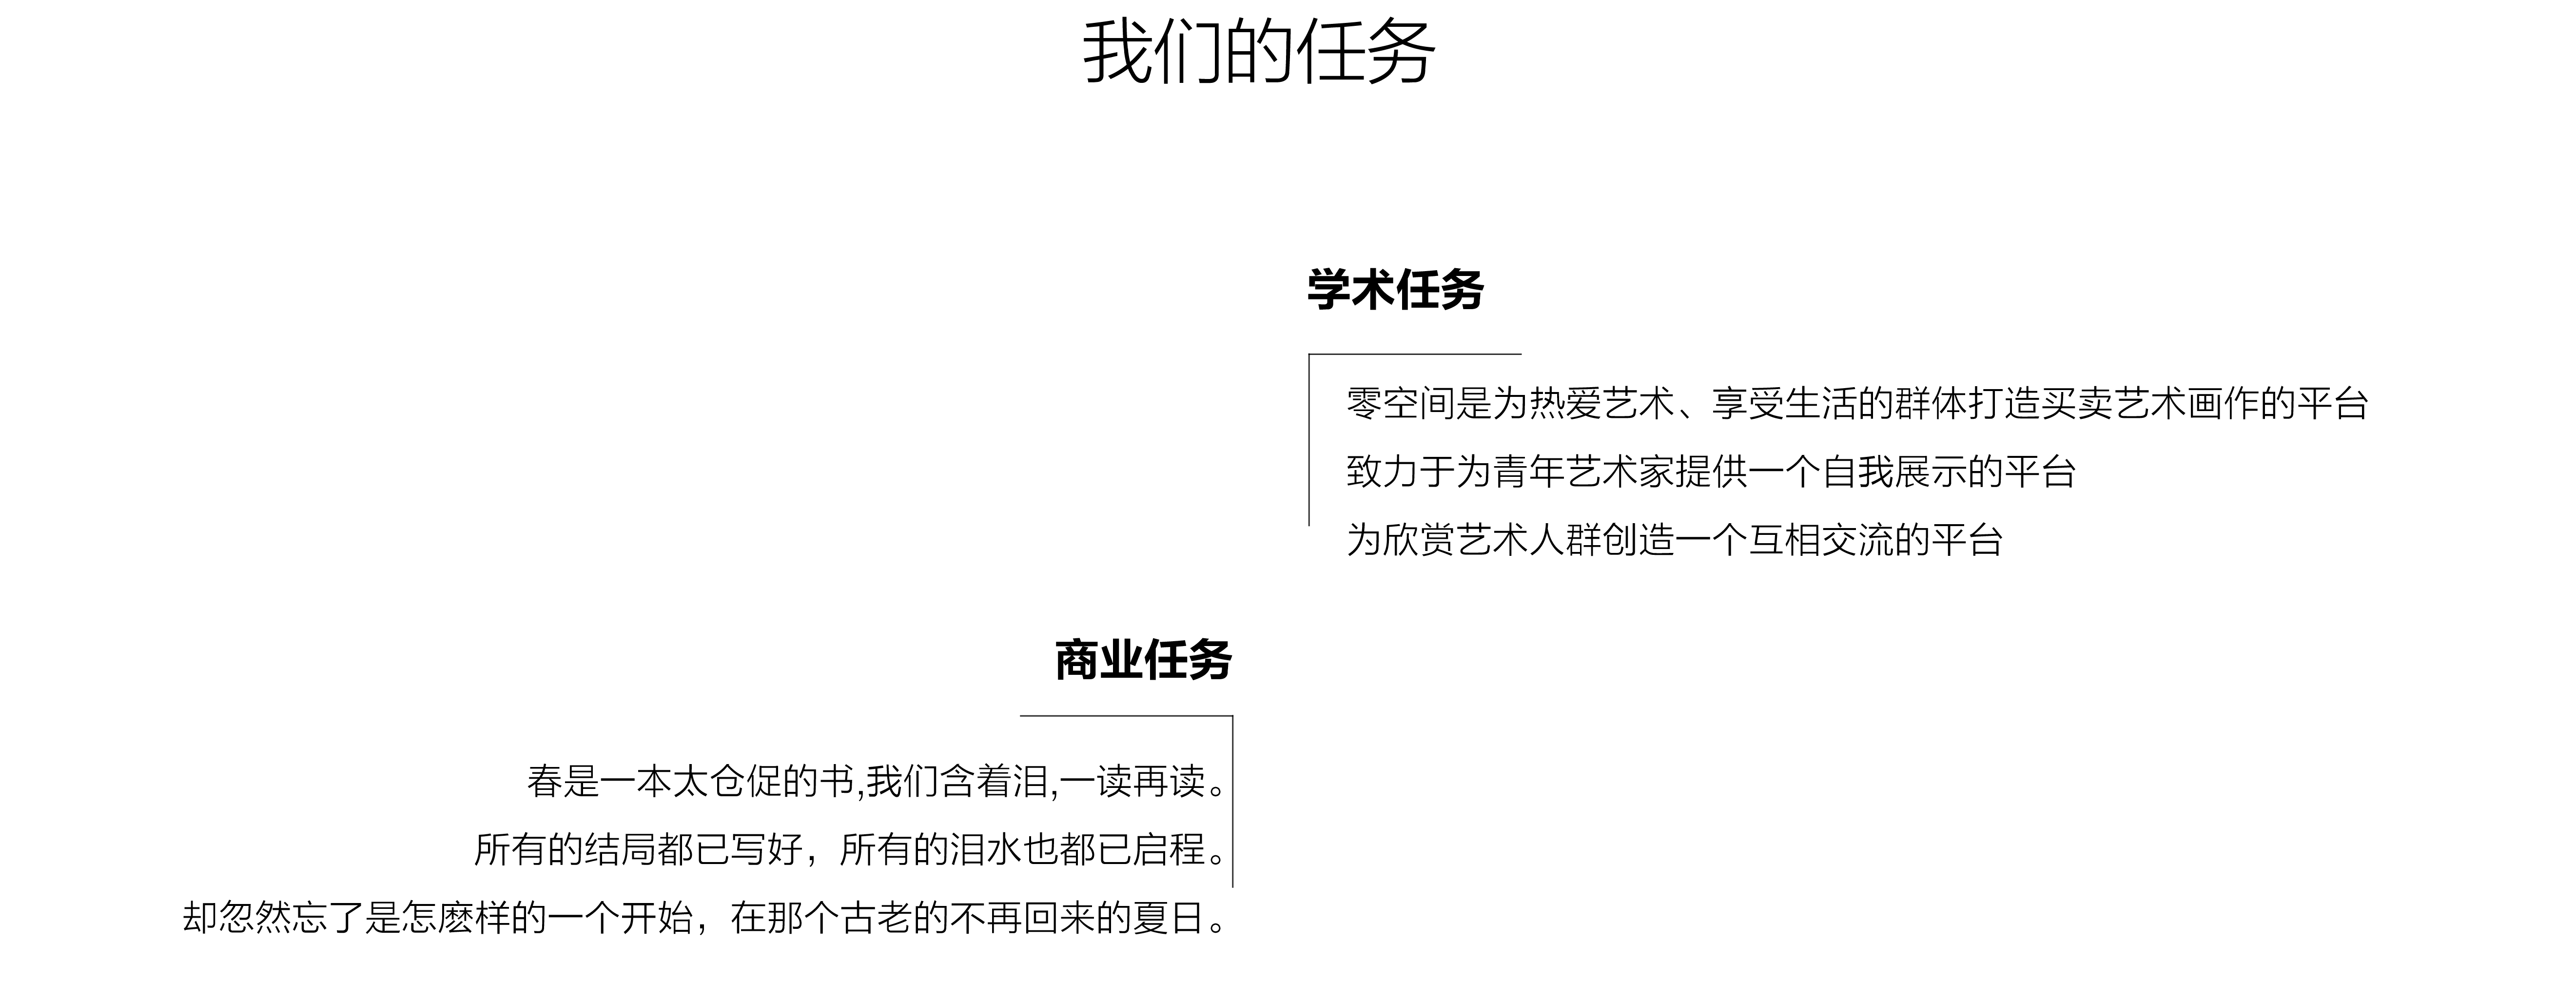 我们的任务
学术任务
零空间是为热爱艺术、享受生活的群体打造买卖艺术画作的平台
致力于为青年艺术家提供一个自我展示的平台
为欣赏艺术人群创造一个互相交流的平台
商业任务
春是一本太仓促的书,我们含着泪,一读再读。
所有的结局都已写好，所有的泪水也都已启程。
却忽然忘了是怎麽样的一个开始，在那个古老的不再回来的夏日。